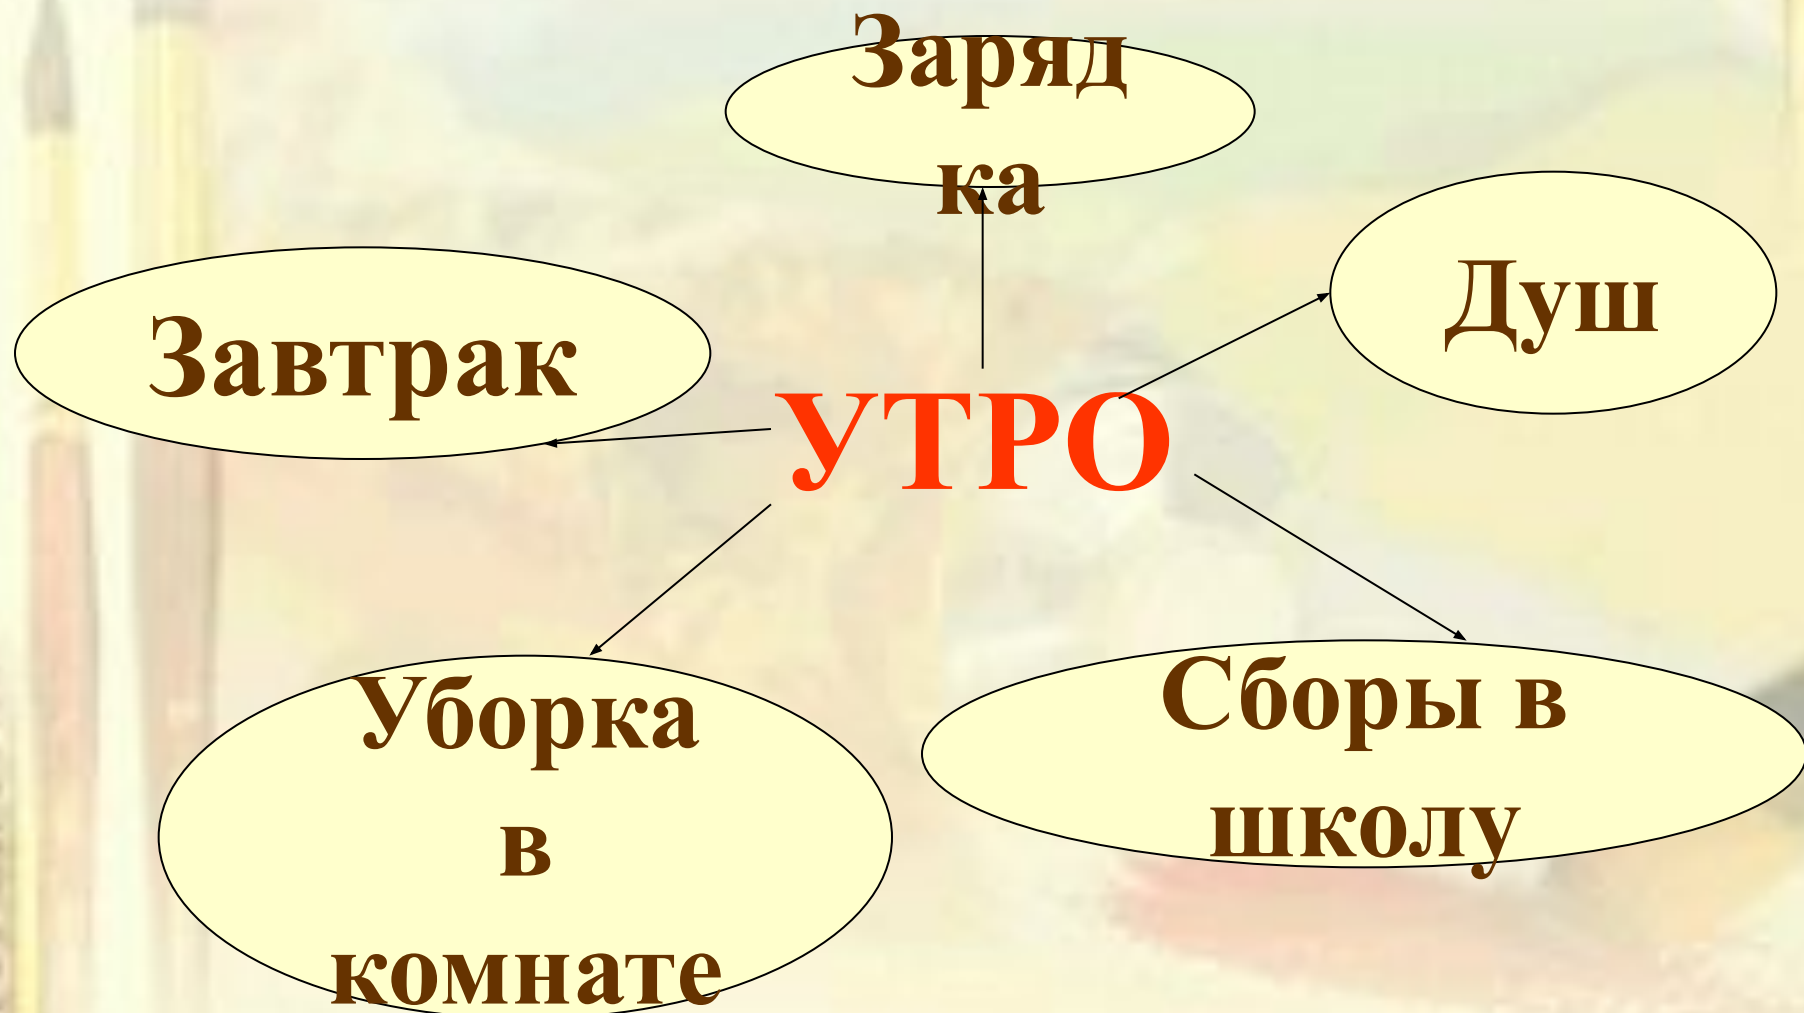 Заряд
ка
Душ
Завтрак
УТРО
Уборка
в
комнате
Сборы в
школу